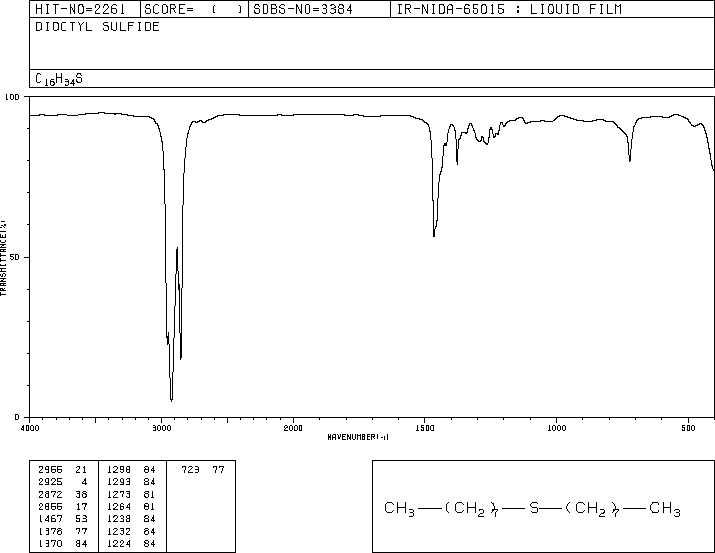 HIT-NO=2261 SCORE= ( ) SDBS-NO=3384 IR-NIDA-65015 : LIQUID FILM
DIOCTYL SULFIDE
C16H34S
100
50
0
TRANSMITTANCE(%)
4000 3000 2000 1500 1000 500
WAVENUMBER(-1)
2955 21 1298 84 723 77
2925 4 1293 84
2872 38 1273 81
2855 17 1264 81
1467 53 1238 84
1378 77 1232 84
1370 84 1224 84
CH3—(CH2)7—S—(CH2)7—CH3